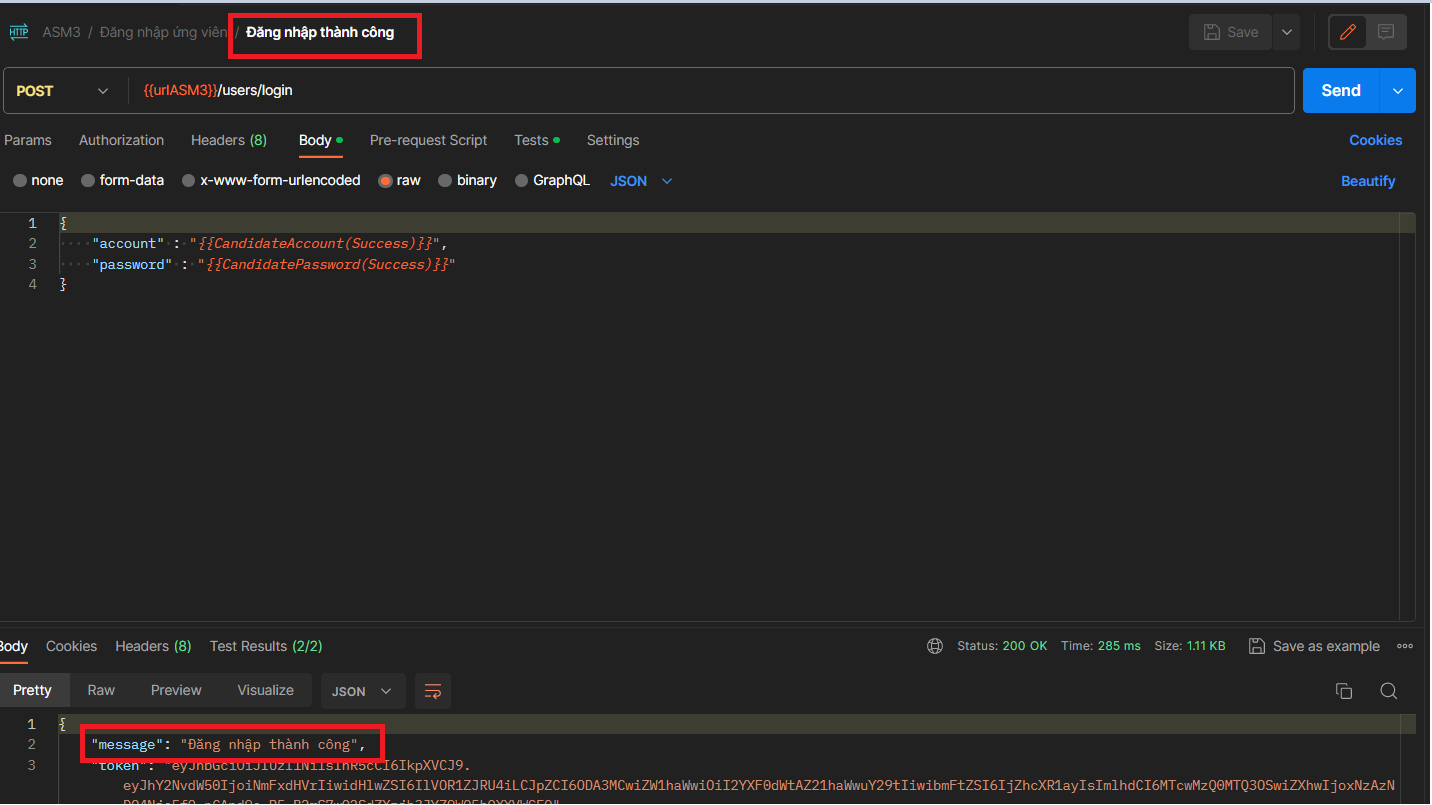 HTTP ASM3 / Đăng nhập ứng viên / Đăng nhập thành công Save
POST {{urlASM3}}/users/login Send
Params Authorization Headers (8) Body Pre-request Script Tests Settings Cookies
none form-data x-www-form-urlencoded raw binary GraphQL JSON Beautify
1 {
2 "account" : "{{CandidateAccount(Success)}}",
3 "password" : "{{CandidatePassword(Success)}}"
4 }
Body Cookies Headers (8) Test Results (2/2) Status: 200 OK Time: 285 ms Size: 1.11 KB Save as example
Pretty Raw Preview Visualize JSON
1 {
2 "message": "Đăng nhập thành công",
3 "token":